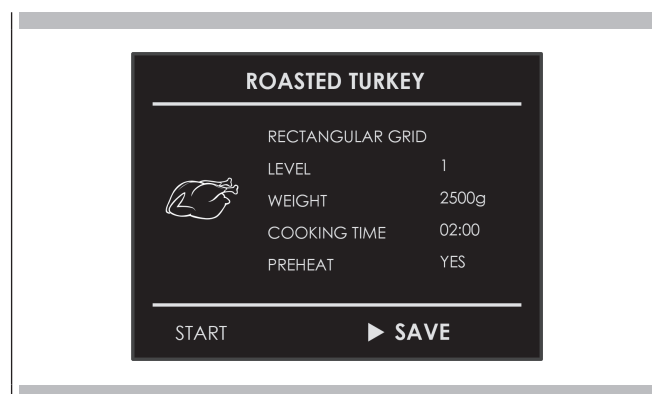 ROASTED TURKEY
RECTANGULAR GRID
LEVEL 1
WEIGHT 2500g
COOKING TIME 02:00
PREHEAT YES
START ▶ SAVE